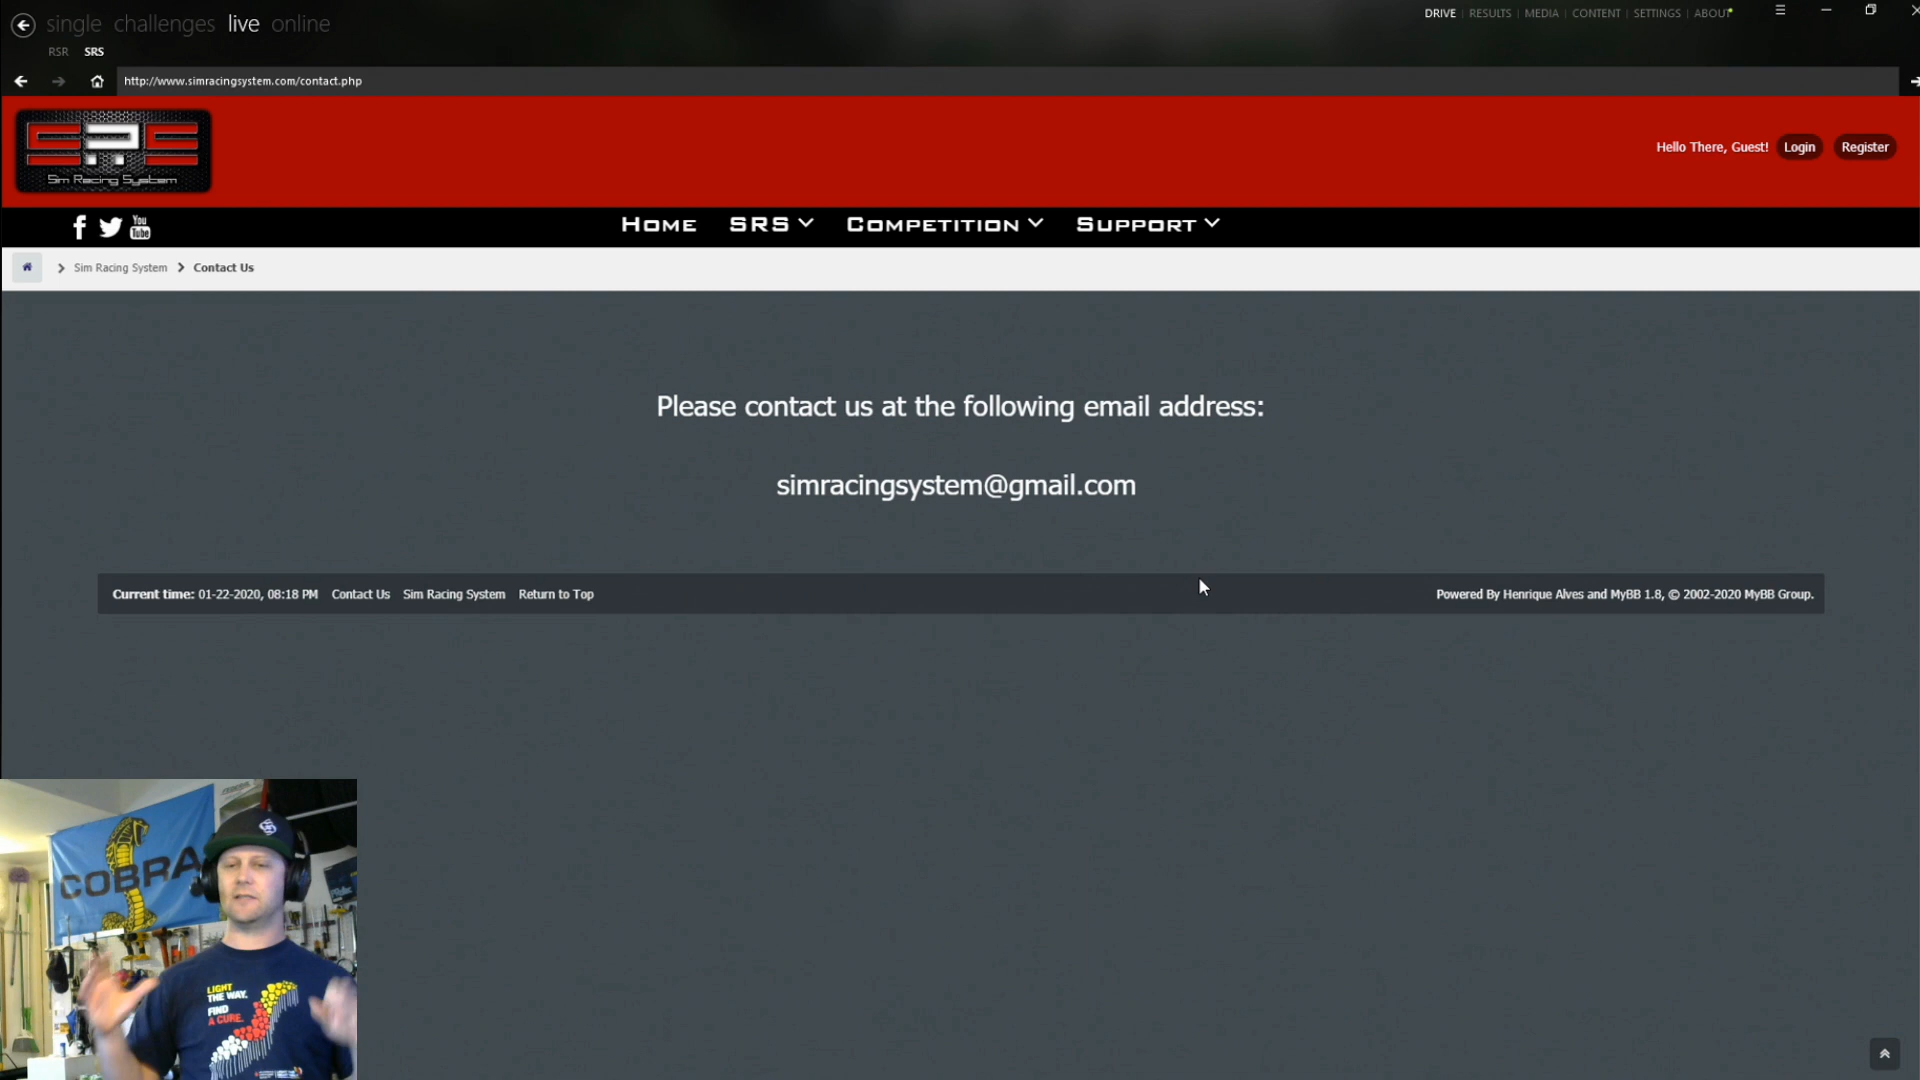 single challenges live online
DRIVE | RESULTS | MEDIA | CONTENT | SETTINGS | ABOUT
RSR SRS
http://www.simracingsystem.com/contact.php
SRS
Sim Racing System
Hello There, Guest! Login Register
You Tube
Home SRS Competition Support
Sim Racing System Contact Us
Please contact us at the following email address:
simracingsystem@gmail.com
Current time: 01-22-2020, 08:18 PM Contact Us Sim Racing System Return to Top
Powered By Henrique Alves and MyBB 1.8, © 2002-2020 MyBB Group.
COBRA
LIGHT
THE WAY.
FIND
A CURE.